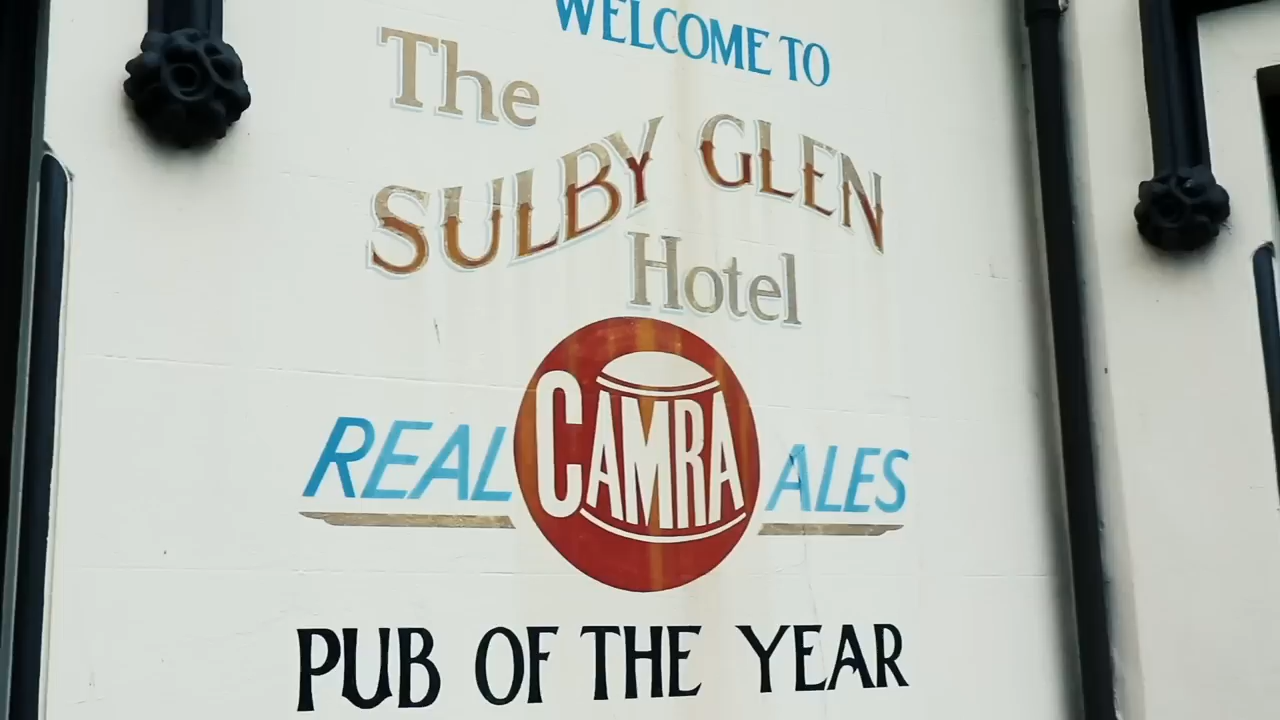 WELCOME TO
The
SULBY GLEN
Hotel
REAL CAMRA ALES
PUB OF THE YEAR